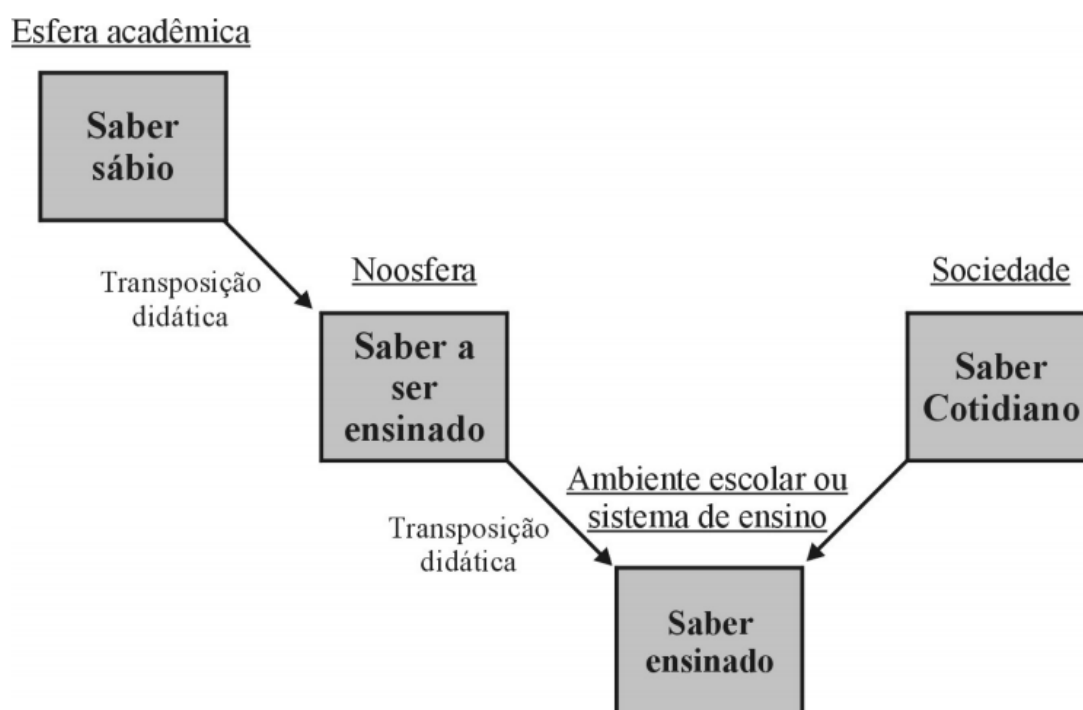 Esfera acadêmica
Saber
sábio
Transposição
didática
Noosfera
Saber a
ser
ensinado
Sociedade
Saber
Cotidiano
Transposição
didática
Ambiente escolar ou
sistema de ensino
Saber
ensinado